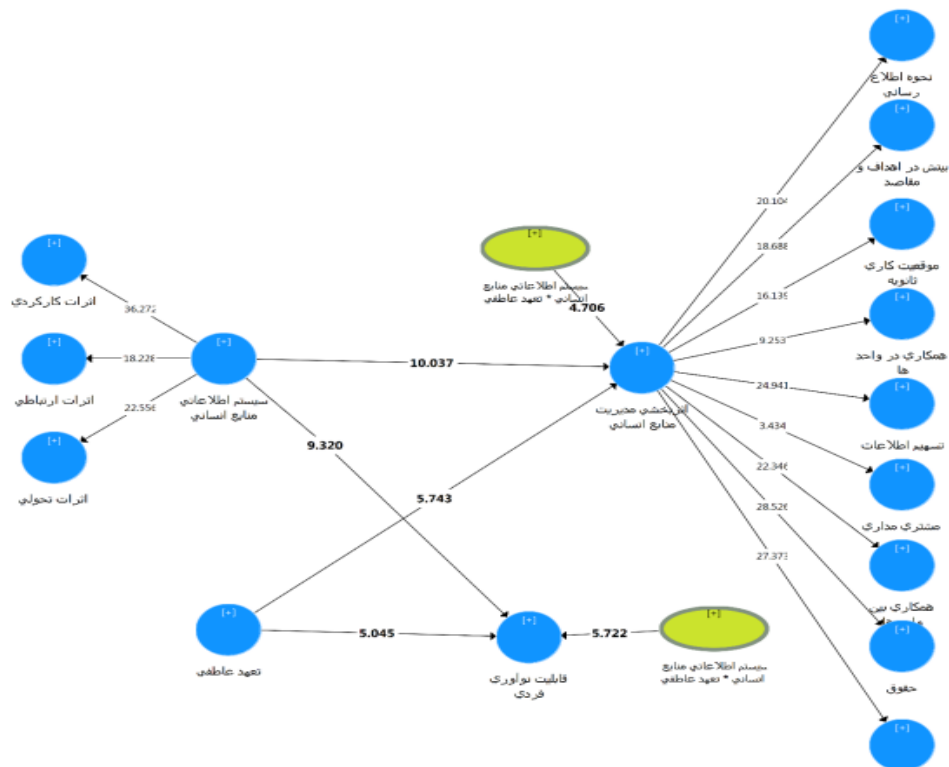 [+]
نحوه اطلاع
رساني
[+]
بينش در اهداف و
مقاصد
[+]
موقعيت كاري
ثانويه
[+]
همكاري در واحد
ها
[+]
تسهيم اطلاعات
[+]
مشتري مداري
[+]
همكاري بين
[+]
حقوق
[+]
20.104
18.688
16.139
9.253
24.941
3.434
22.346
28.526
27.373
[+]
سيستم اطلاعاتي منابع
انساني * تعهد عاطفي
4.706
[+]
اثربخشي مديريت
منابع انساني
[+]
اثرات كاركردي
[+]
اثرات ارتباطي
[+]
اثرات تحولي
36.272
18.228
22.556
[+]
سيستم اطلاعاتي
منابع انساني
10.037
9.320
5.743
[+]
تعهد عاطفي
5.045
[+]
قابليت نواوري
فردي
5.722
[+]
سيستم اطلاعاتي منابع
انساني * تعهد عاطفي